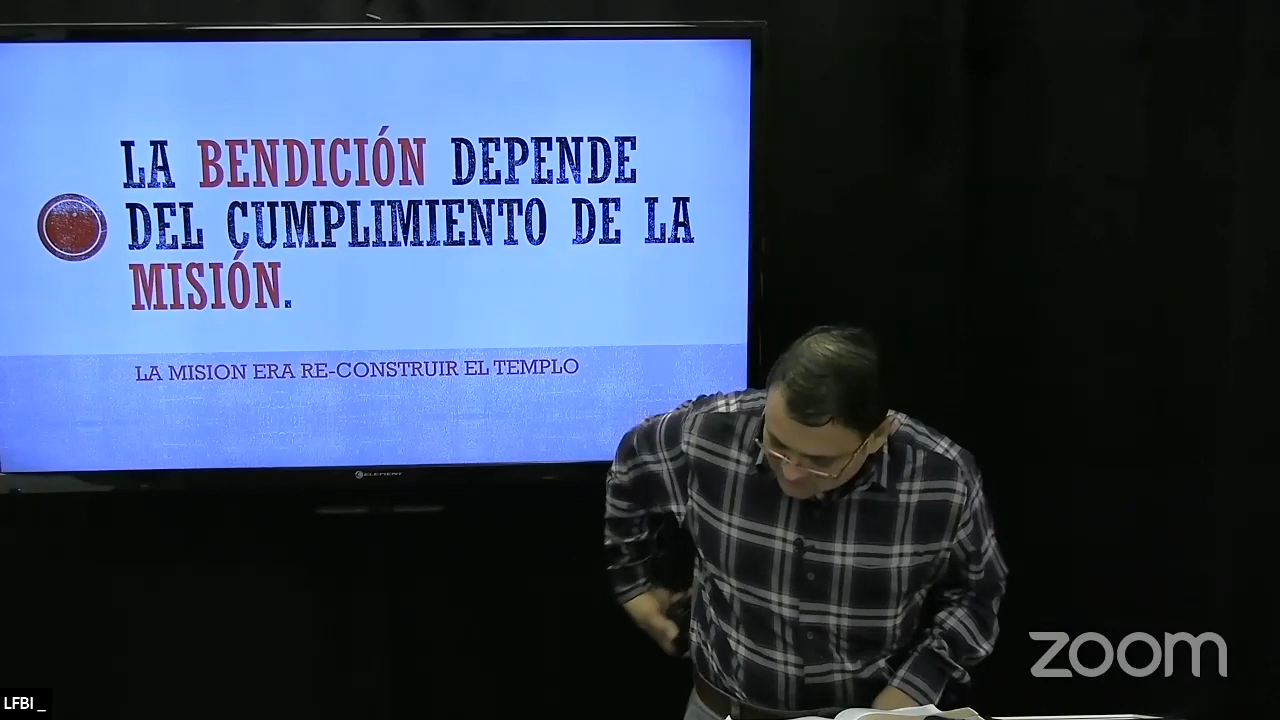 LA BENDICIÓN DEPENDE
DEL CUMPLIMIENTO DE LA
MISIÓN.
LA MISION ERA RE-CONSTRUIR EL TEMPLO
ELEMENT
zoom
LFBI _